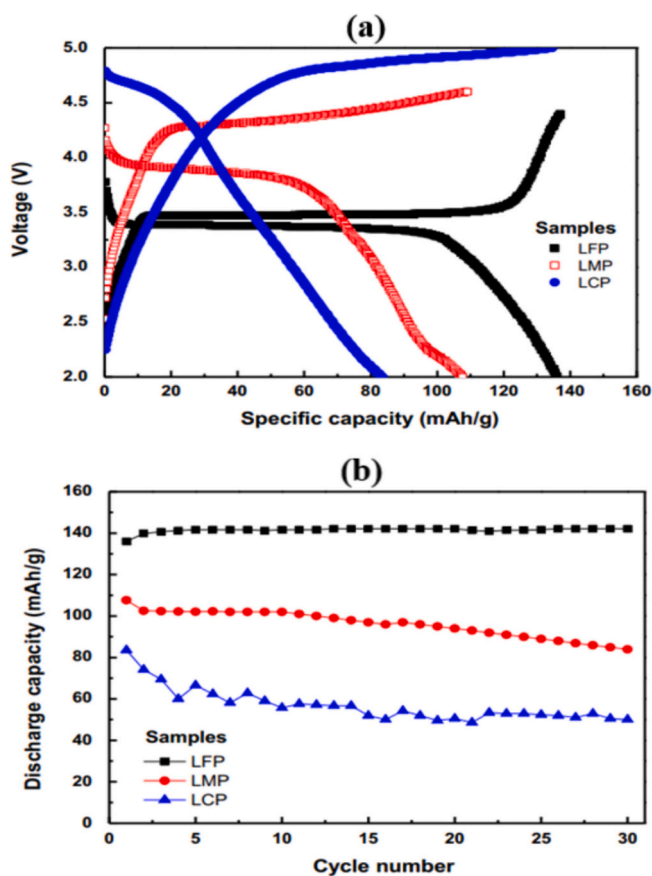 (a)
5.0
4.5
4.0
3.5
3.0
2.5
2.0
Voltage (V)
Samples
LFP
LMP
LCP
0 20 40 60 80 100 120 140 160
Specific capacity (mAh/g)
(b)
160
140
120
100
80
60
40
20
0
Discharge capacity (mAh/g)
Samples
LFP
LMP
LCP
0 5 10 15 20 25 30
Cycle number